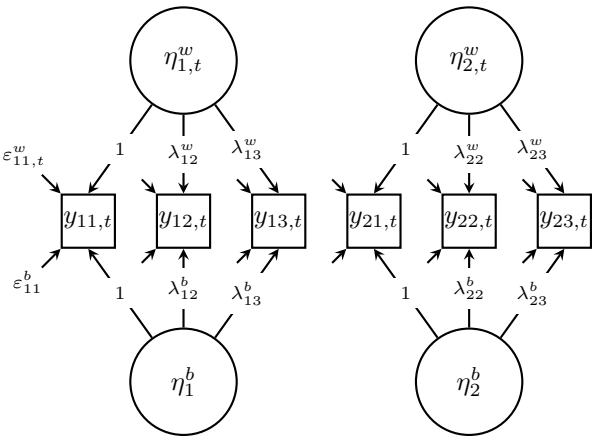 η^w_{1,t} η^w_{2,t}
ε^w_{11,t} 1 λ^w_{12} λ^w_{13} 1 λ^w_{22} λ^w_{23}
y_{11,t} y_{12,t} y_{13,t} y_{21,t} y_{22,t} y_{23,t}
ε^b_{11} 1 λ^b_{12} λ^b_{13} 1 λ^b_{22} λ^b_{23}
η^b_1 η^b_2